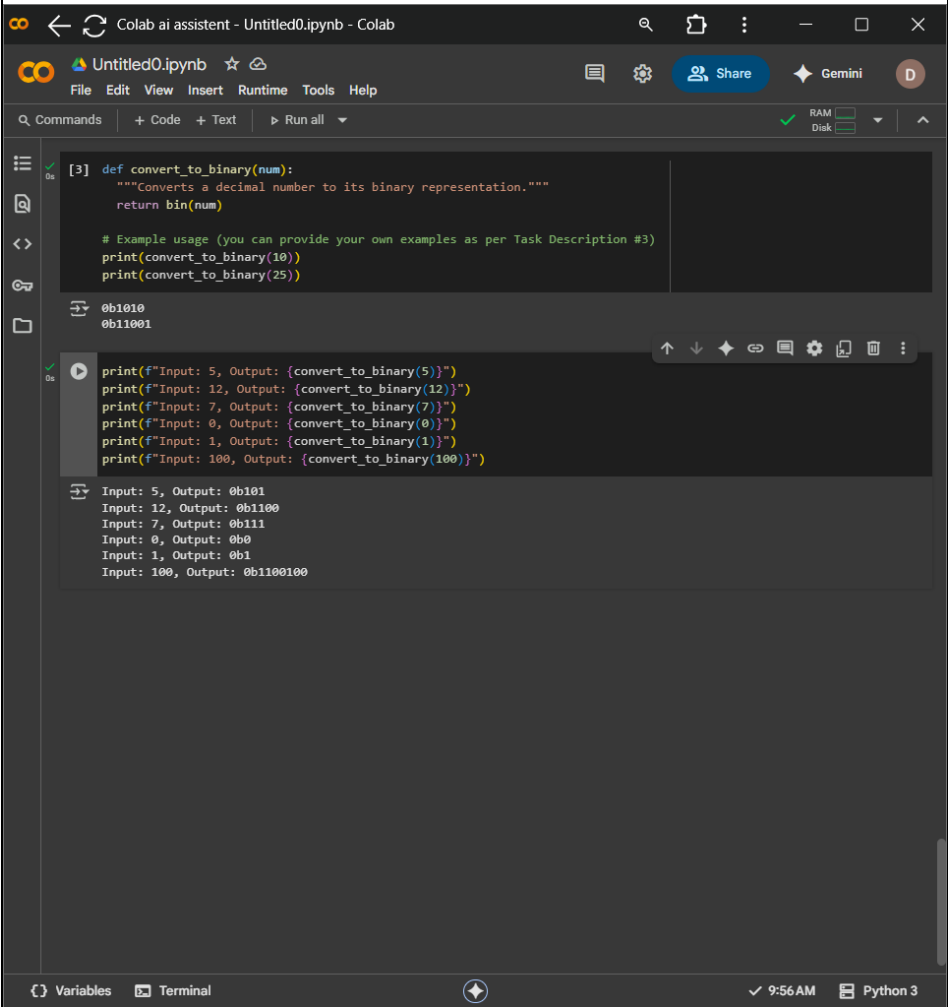 Colab ai assistent - Untitled0.ipynb - Colab
Untitled0.ipynb
Share
Gemini
D
File Edit View Insert Runtime Tools Help
Commands + Code + Text Run all
RAM
Disk
[3] def convert_to_binary(num):
"""Converts a decimal number to its binary representation."""
return bin(num)
# Example usage (you can provide your own examples as per Task Description #3)
print(convert_to_binary(10))
print(convert_to_binary(25))
0s
0b1010
0b11001
print(f"Input: 5, Output: {convert_to_binary(5)}")
0s
print(f"Input: 12, Output: {convert_to_binary(12)}")
print(f"Input: 7, Output: {convert_to_binary(7)}")
print(f"Input: 0, Output: {convert_to_binary(0)}")
print(f"Input: 1, Output: {convert_to_binary(1)}")
print(f"Input: 100, Output: {convert_to_binary(100)}")
Input: 5, Output: 0b101
Input: 12, Output: 0b1100
Input: 7, Output: 0b111
Input: 0, Output: 0b0
Input: 1, Output: 0b1
Input: 100, Output: 0b1100100
{} Variables Terminal 9:56 AM Python 3